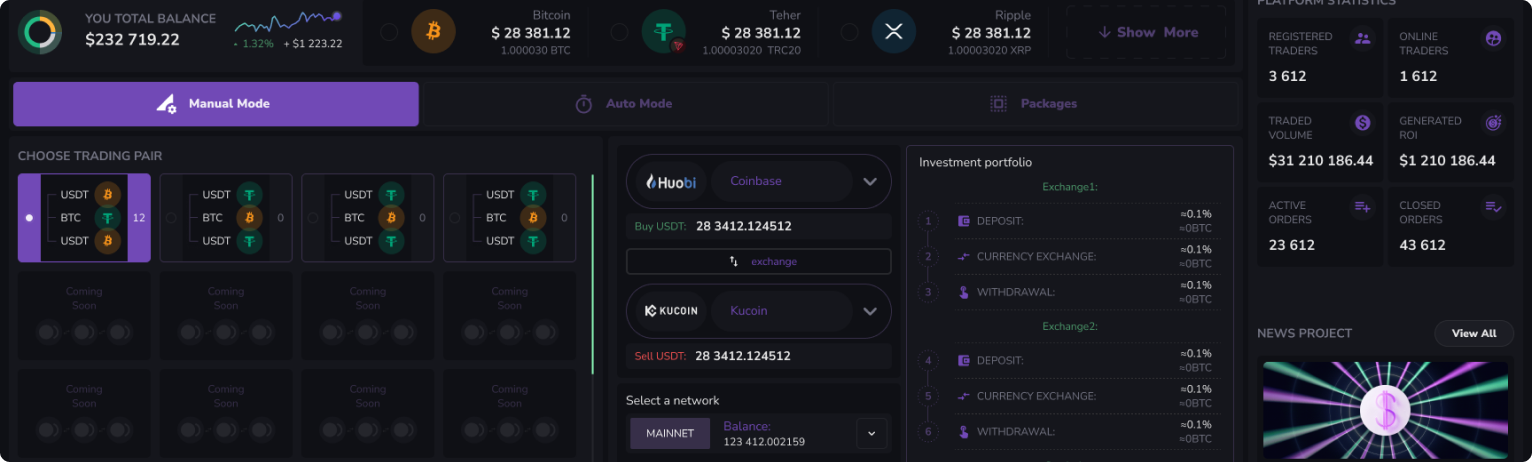 YOU TOTAL BALANCE
$232 719.22
1.32% + $1 223.22
Bitcoin
$ 28 381.12
1.000030 BTC
Teher
$ 28 381.12
1.00003020 TRC20
Ripple
$ 28 381.12
1.00003020 XRP
Show More
Manual Mode
Auto Mode
Packages
CHOOSE TRADING PAIR
USDT
BTC
USDT
12
USDT
BTC
USDT
0
USDT
BTC
USDT
0
USDT
BTC
USDT
0
Coming
Soon
Coming
Soon
Coming
Soon
Coming
Soon
Coming
Soon
Coming
Soon
Coming
Soon
Coming
Soon
Huobi
Coinbase
Buy USDT: 28 3412.124512
exchange
KUCOIN
Kucoin
Sell USDT: 28 3412.124512
Select a network
MAINNET
Balance:
123 412.002159
Investment portfolio
Exchange1:
1 DEPOSIT: ≈0.1%
≈0BTC
2 CURRENCY EXCHANGE: ≈0.1%
≈0BTC
3 WITHDRAWAL: ≈0.1%
≈0BTC
Exchange2:
4 DEPOSIT: ≈0.1%
≈0BTC
5 CURRENCY EXCHANGE: ≈0.1%
≈0BTC
6 WITHDRAWAL: ≈0.1%
≈0BTC
PLATFORM STATISTICS
REGISTERED
TRADERS
3 612
ONLINE
TRADERS
1 612
TRADED
VOLUME
$31 210 186.44
GENERATED
ROI
$1 210 186.44
ACTIVE
ORDERS
23 612
CLOSED
ORDERS
43 612
NEWS PROJECT
View All